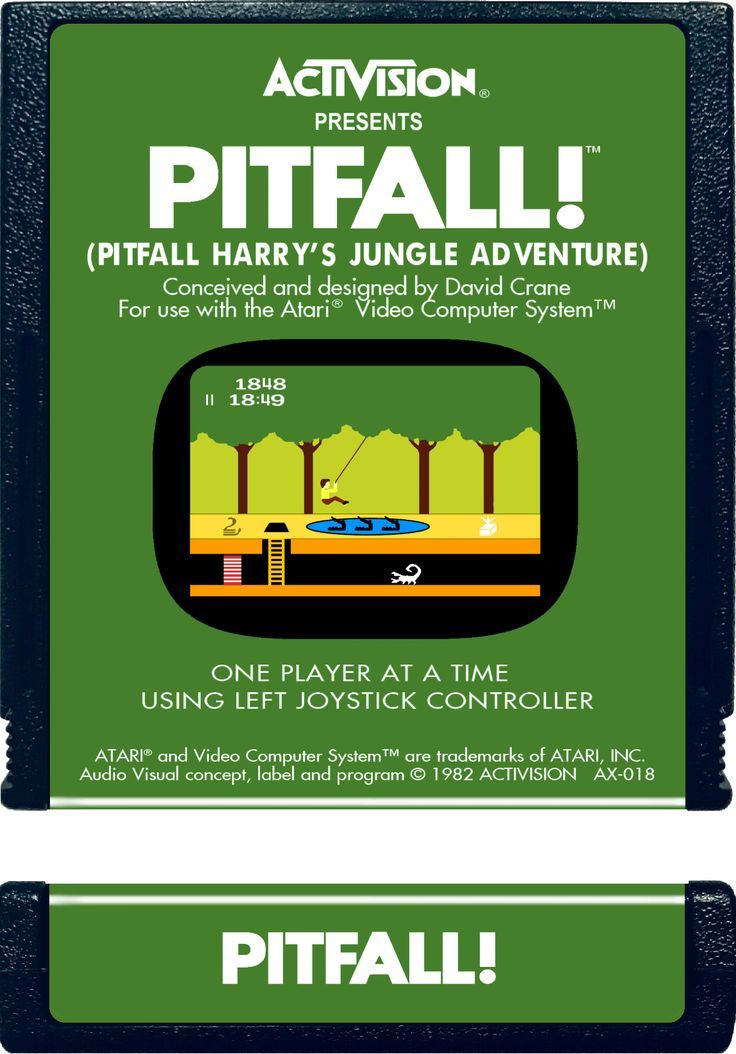 ACTIVISION®
PRESENTS
PITFALL!™
(PITFALL HARRY'S JUNGLE ADVENTURE)
Conceived and designed by David Crane
For use with the Atari® Video Computer System™
1848
II 18:49
ONE PLAYER AT A TIME
USING LEFT JOYSTICK CONTROLLER
ATARI® and Video Computer System™ are trademarks of ATARI, INC.
Audio Visual concept, label and program © 1982 ACTIVISION AX-018
PITFALL!